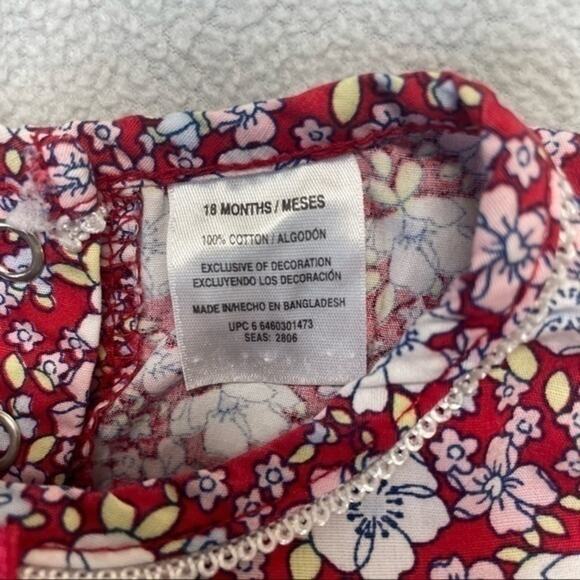 18 MONTHS / MESES
100% COTTON / ALGODÓN
EXCLUSIVE OF DECORATION
EXCLUYENDO LOS DECORACIÓN
MADE IN/HECHO EN BANGLADESH
UPC 6 6460301473
SEAS: 2806